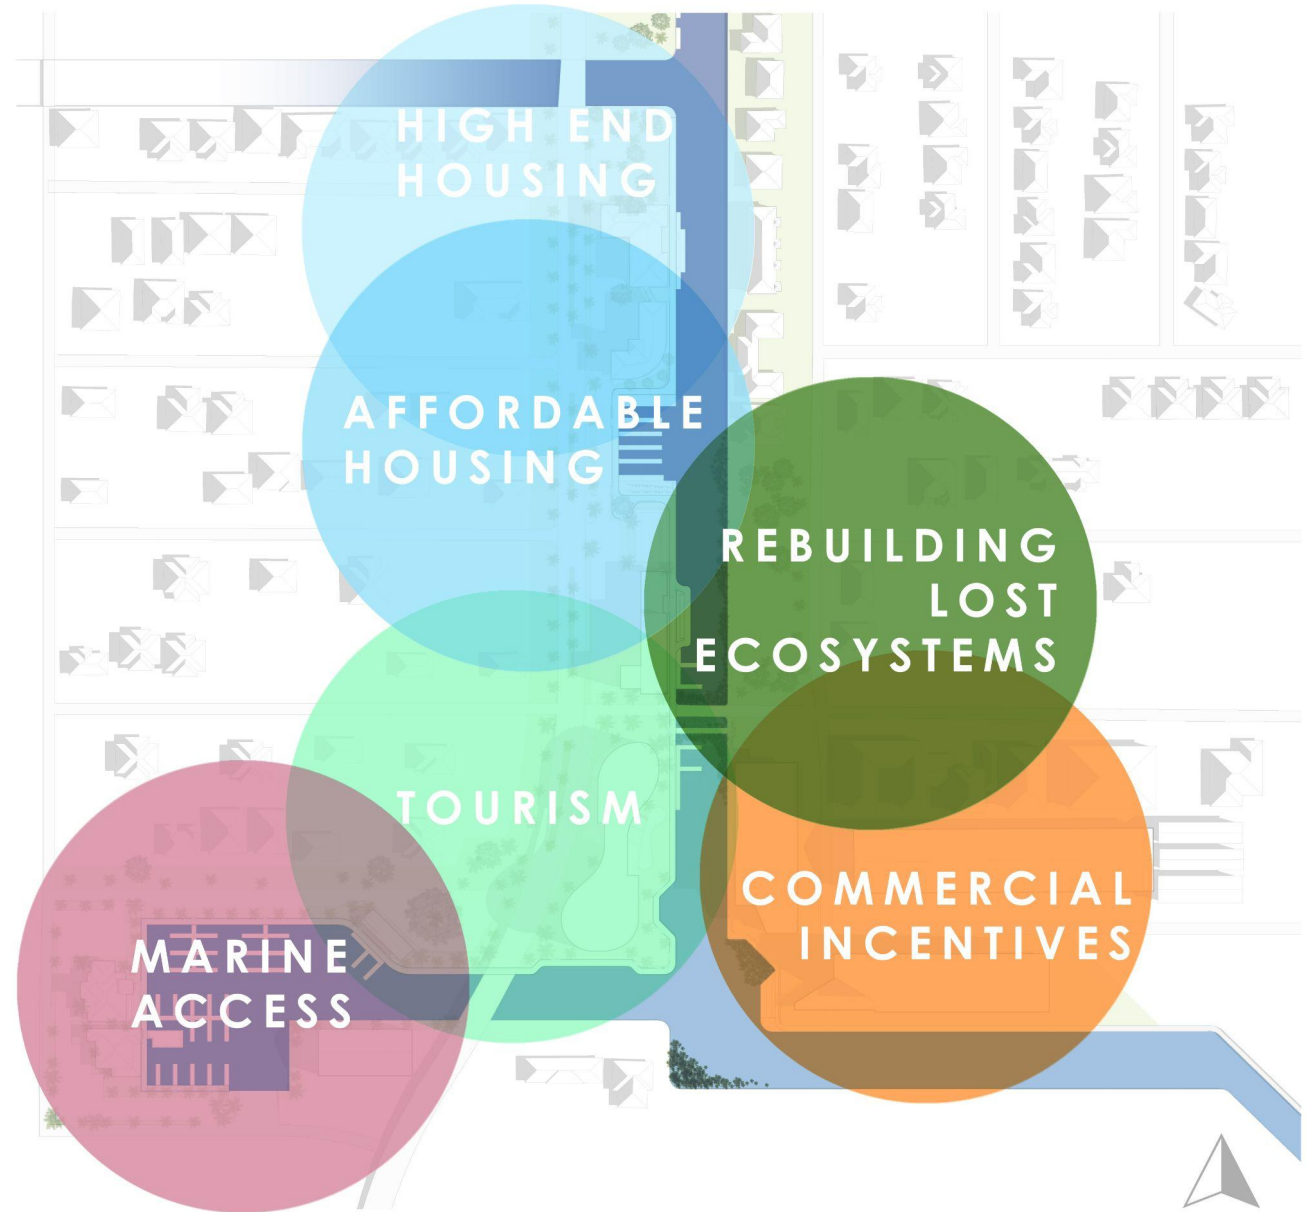 HIGH END
HOUSING
AFFORDABLE
HOUSING
REBUILDING
LOST
ECOSYSTEMS
TOURISM
COMMERCIAL
INCENTIVES
MARINE
ACCESS